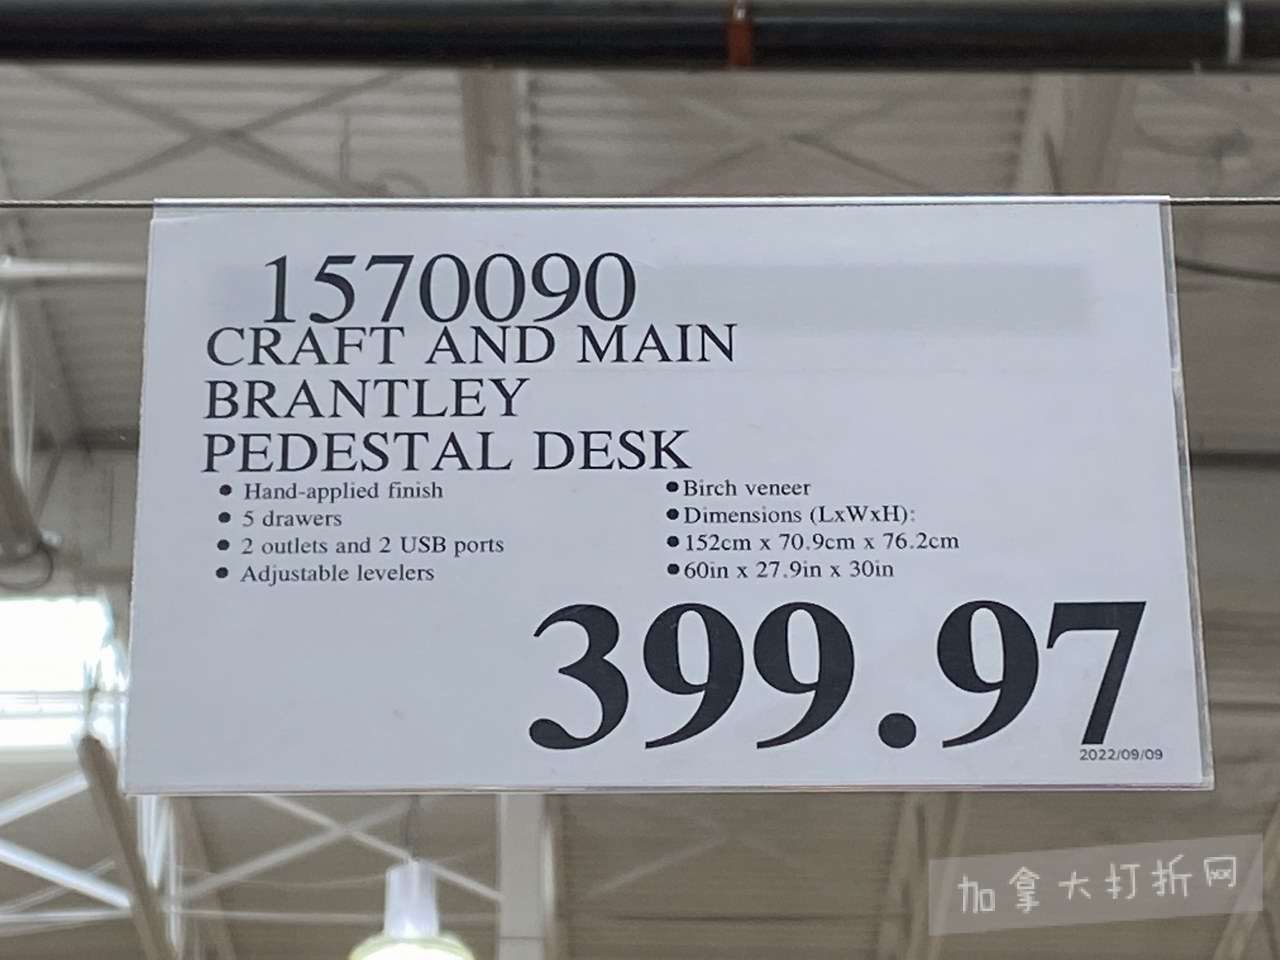 1570090
CRAFT AND MAIN
BRANTLEY
PEDESTAL DESK
● Hand-applied finish
● 5 drawers
● 2 outlets and 2 USB ports
● Adjustable levelers
● Birch veneer
● Dimensions (LxWxH):
● 152cm x 70.9cm x 76.2cm
● 60in x 27.9in x 30in
399.97
2022/09/09
加拿大打折网